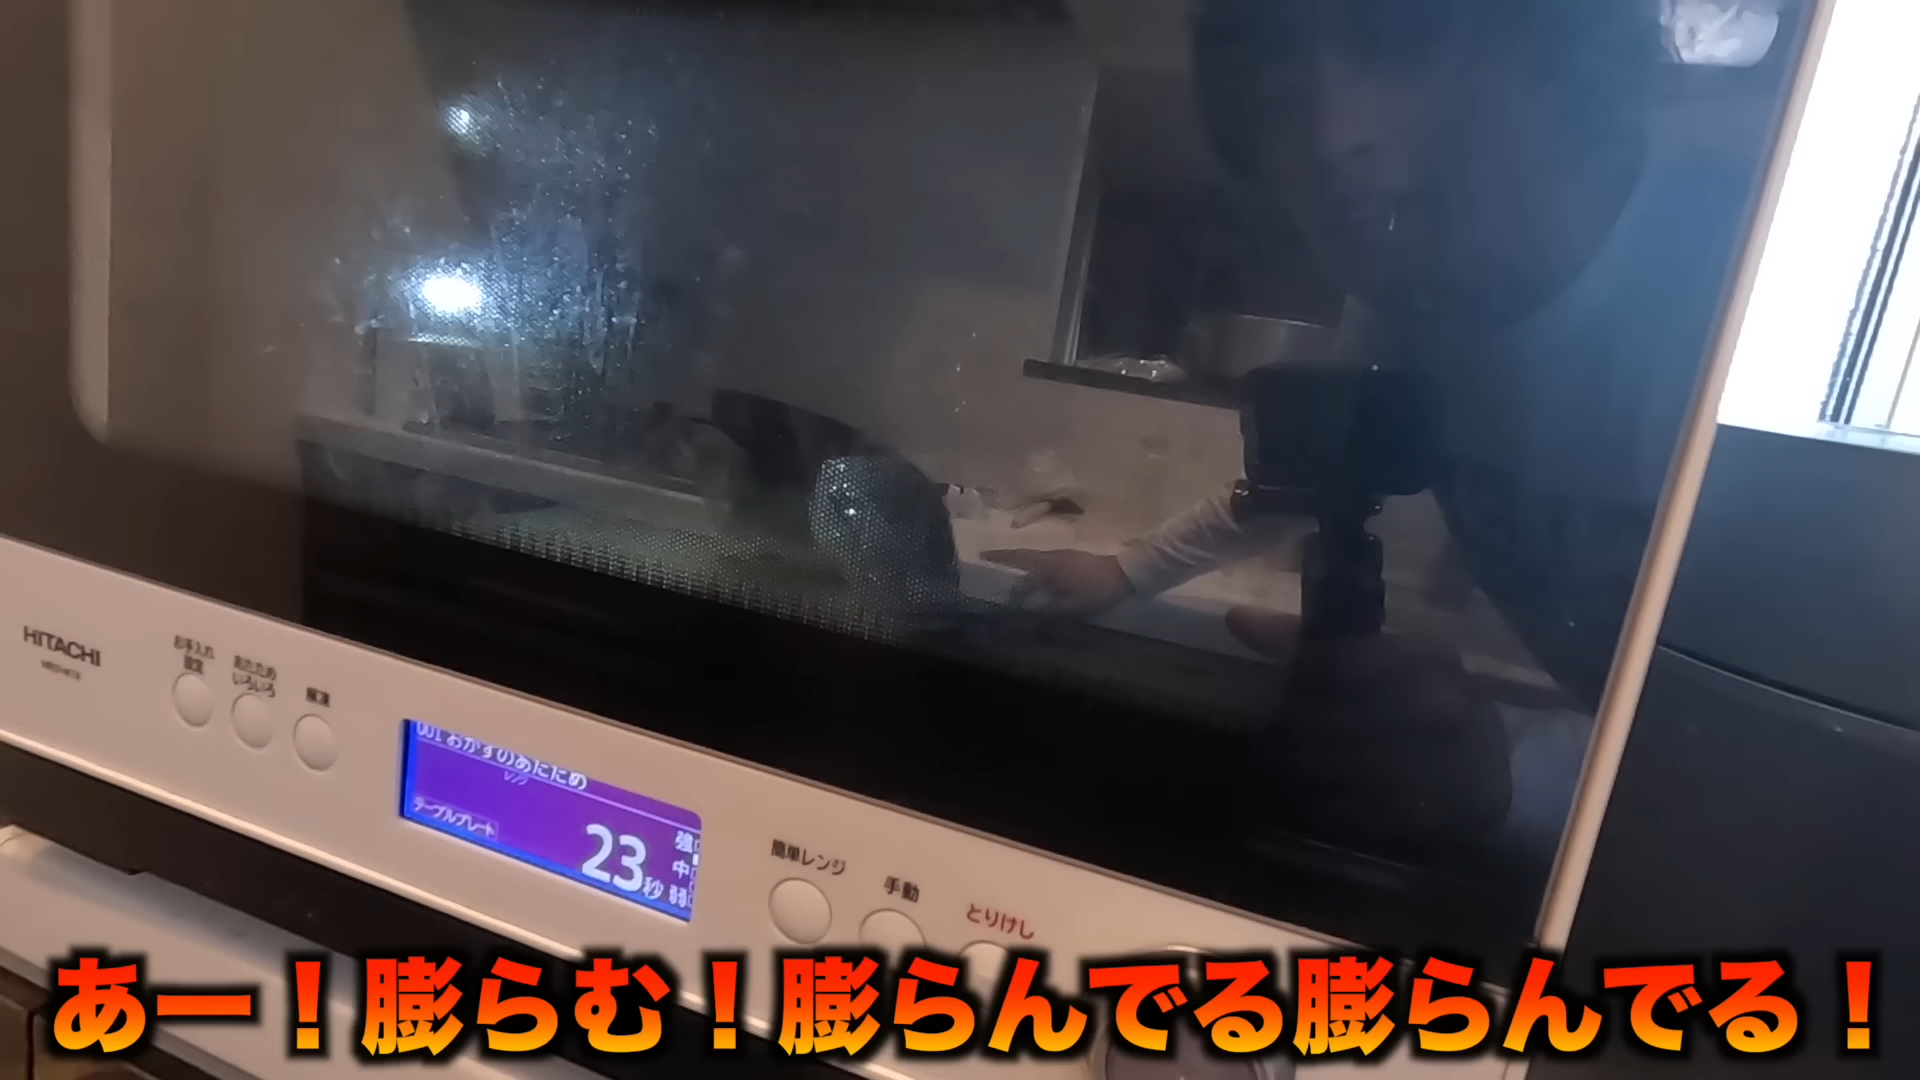 HITACHI
お手入れ
設定
あたため
いろいろ
解凍
001 おかずのあたため
レンジ
テーブルプレート
23秒
強
中
弱
簡単レンジ
手動
とりけし
あー！膨らむ！膨らんでる膨らんでる！